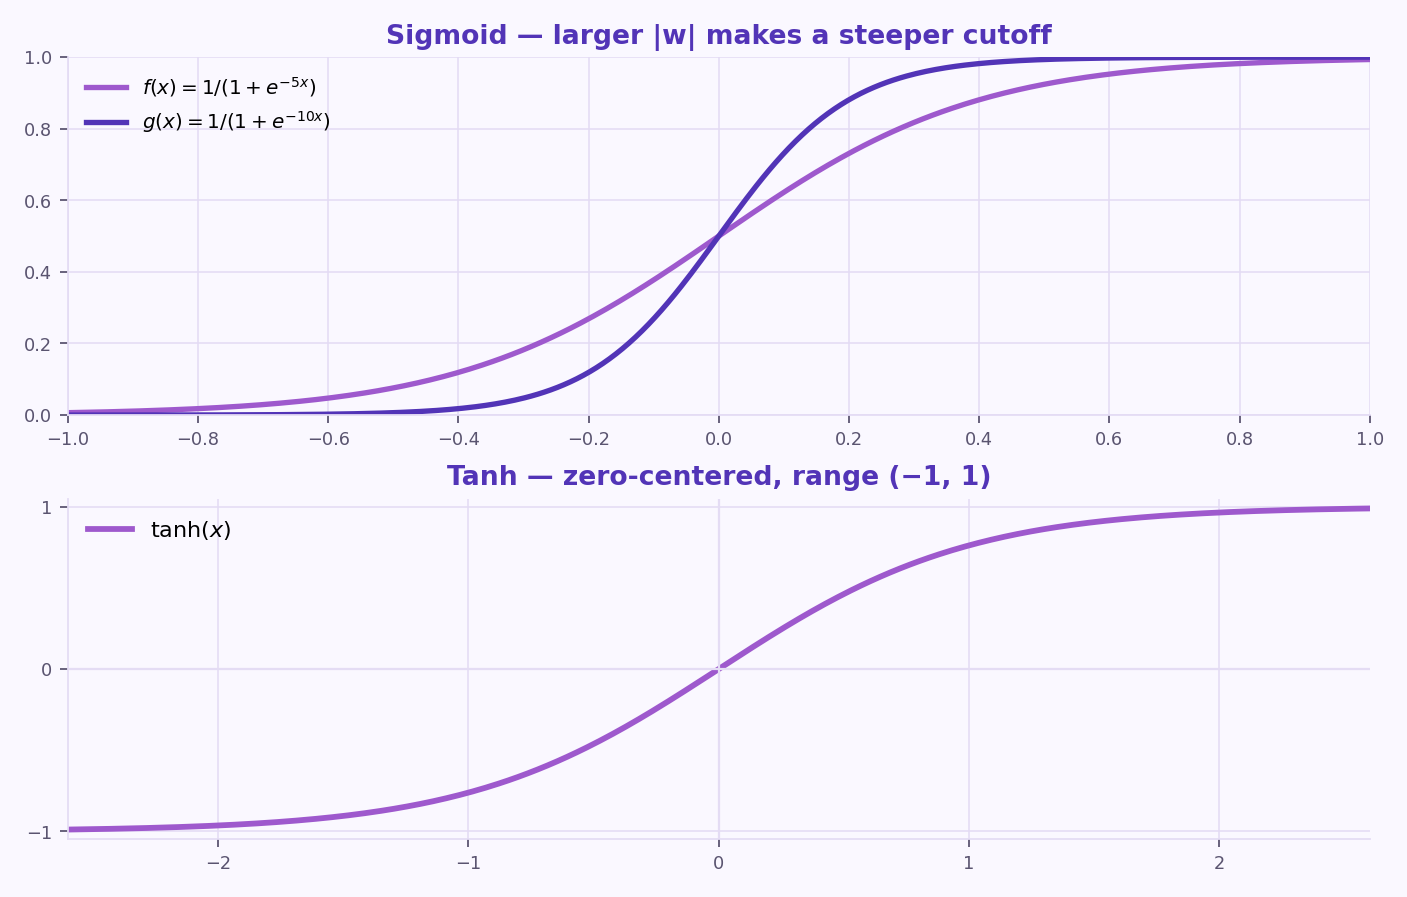 Sigmoid — larger |w| makes a steeper cutoff
1.0
f(x) = 1/(1 + e^{−5x})
g(x) = 1/(1 + e^{−10x})
0.8
0.6
0.4
0.2
0.0
−1.0 −0.8 −0.6 −0.4 −0.2 0.0 0.2 0.4 0.6 0.8 1.0
Tanh — zero-centered, range (−1, 1)
1
tanh(x)
0
−1
−2 −1 0 1 2